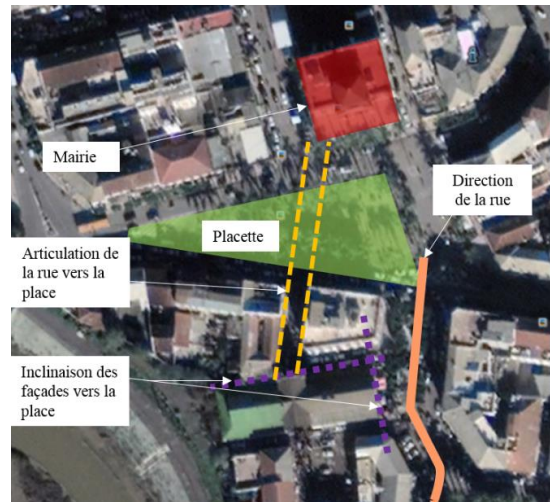 Mairie
Direction
de la rue
Placette
Articulation de
la rue vers la
place
Inclinaison des
façades vers la
place